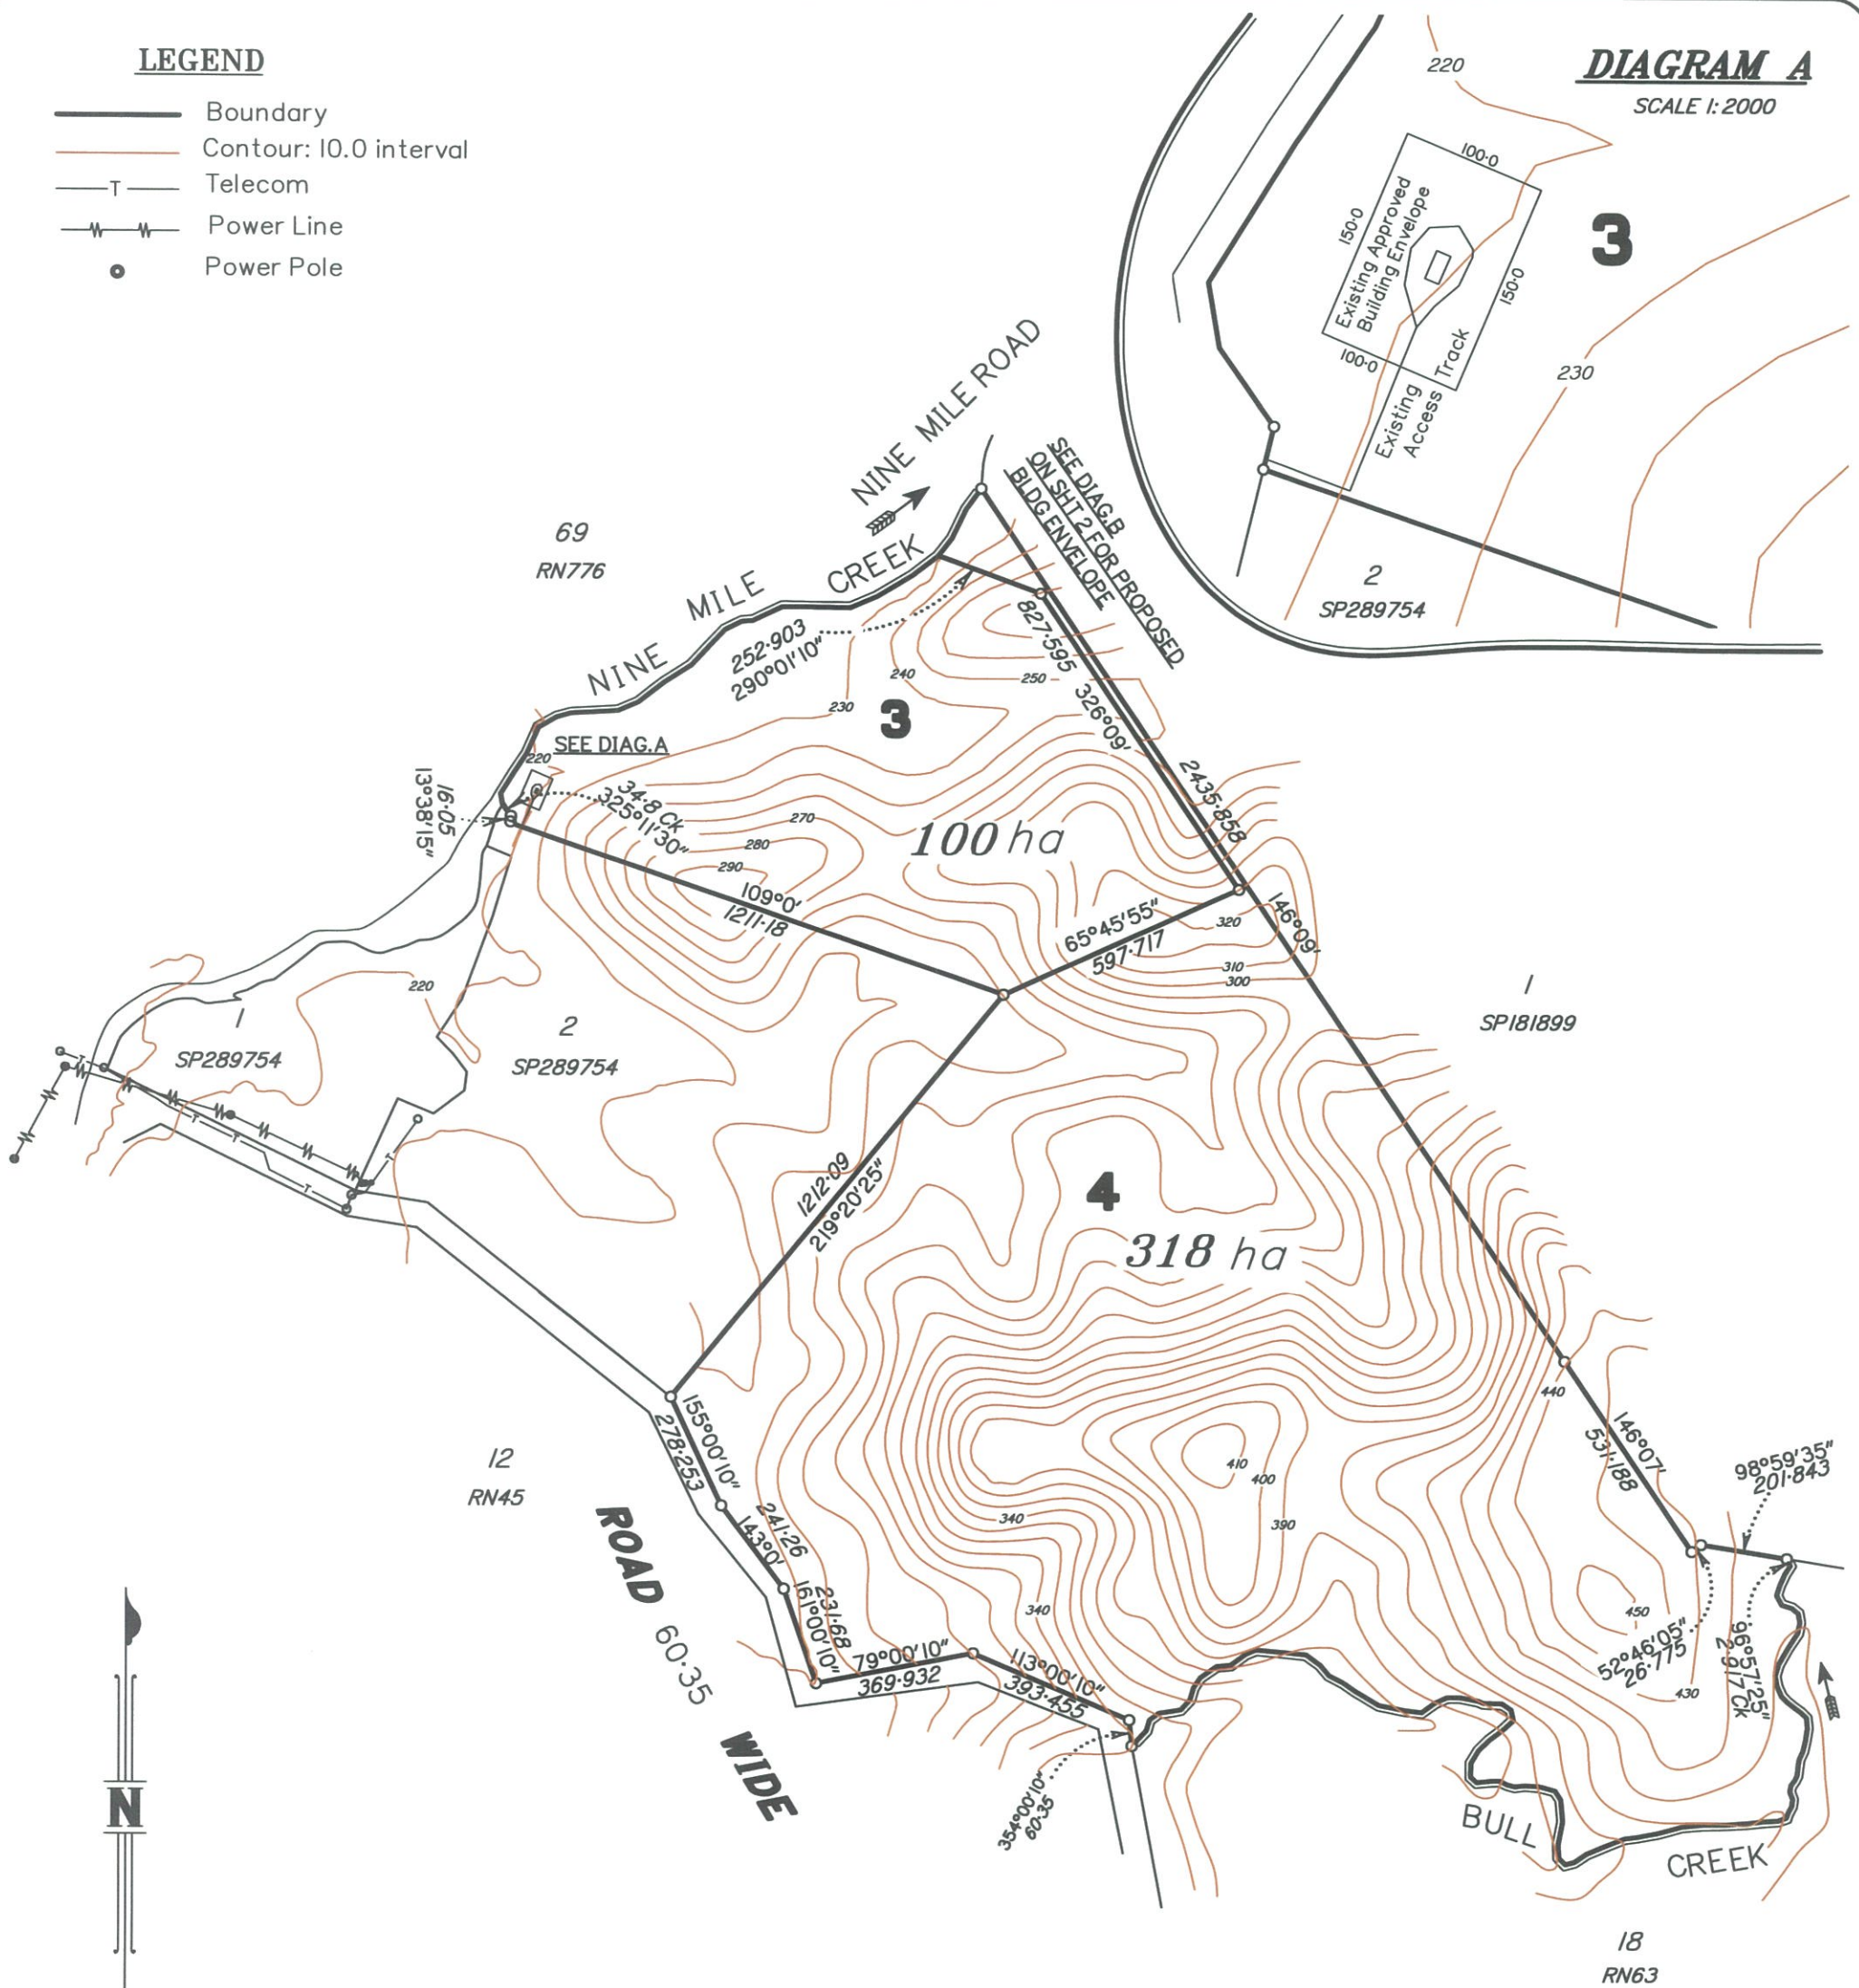 LEGEND
Boundary
Contour: 10.0 interval
T
Telecom
Power Line
Power Pole
DIAGRAM A
SCALE 1:2000
220
100·0
150·0
Existing Approved
Building Envelope
150·0
100·0
3
230
Existing
Access Track
2
SP289754
NINE MILE ROAD
SEE DIAG.B
ON SHT 2 FOR PROPOSED
BLDG ENVELOPE
69
RN776
NINE MILE CREEK
252·903
290°01'10"
827·595
326°09'
2435·858
146°09'
240
250
230
3
SEE DIAG.A
220
16·05
13°38'15"
34·8 Ck
325°11'30"
270
280
290
100 ha
109°0'
1211·18
65°45'55"
597·717
320
310
300
1
SP181899
220
1
SP289754
2
SP289754
T
T
T
T
T
1212·09
219°20'25"
4
318 ha
155°00'10"
278·253
12
RN45
241·26
143°0'
231·68
161°00'10"
ROAD 60·35 WIDE
79°00'10"
369·932
113°00'10"
393·455
354°00'10"
60·35
410
400
390
340
340
440
146°07'
531·188
98°59'35"
201·843
450
52°46'05"
26·775
96°57'25"
2·917 Ck
430
BULL CREEK
18
RN63
N